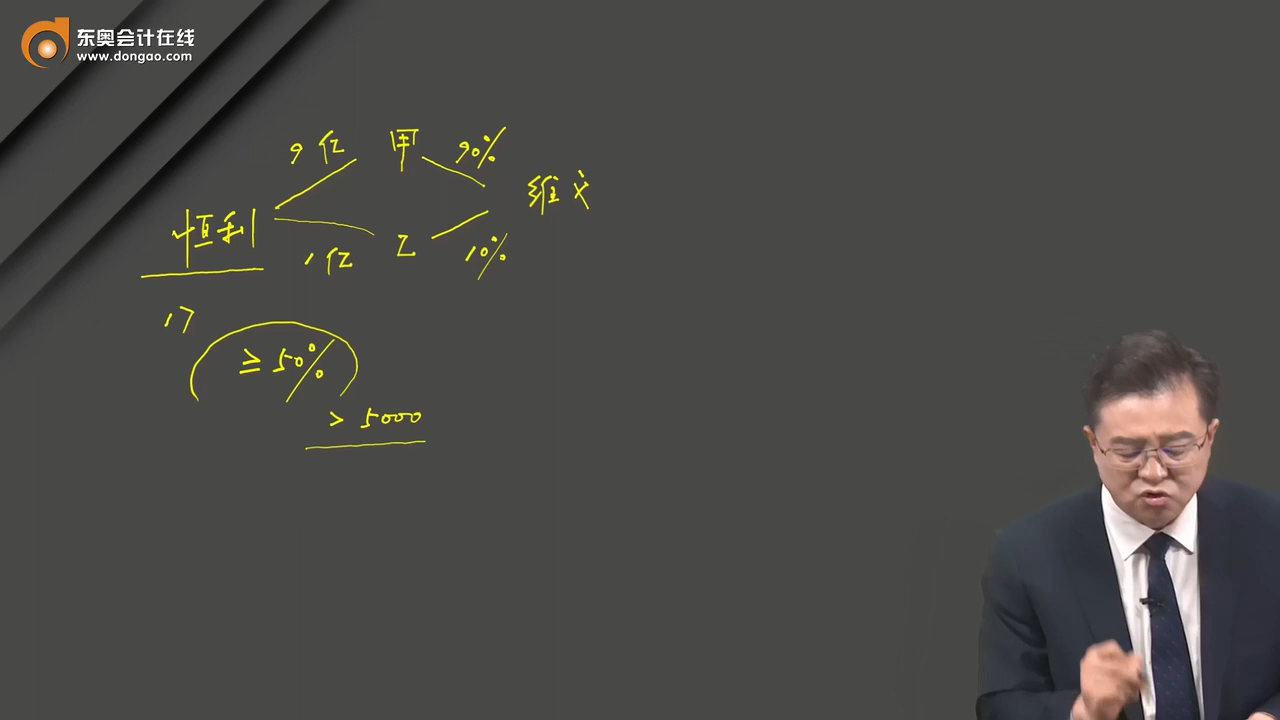 东奥会计在线
www.dongao.com
9亿 甲 90%
维文
恒利
1亿 乙 10%
17
≥50%
> 5000